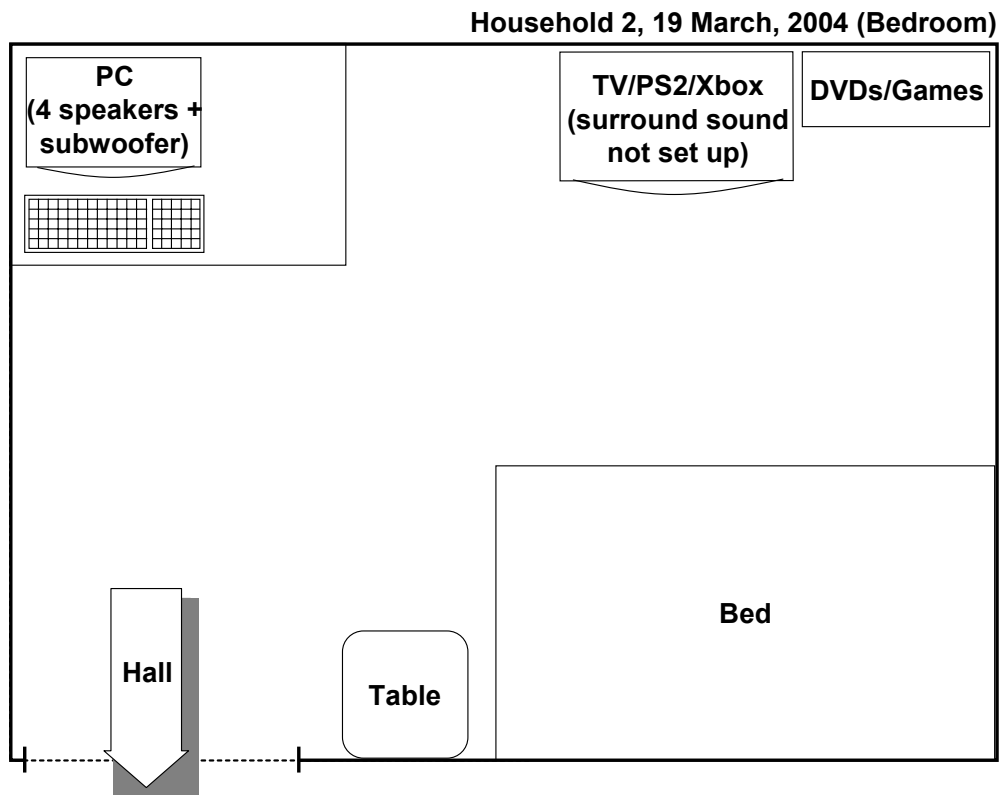 Household 2, 19 March, 2004 (Bedroom)
PC
(4 speakers +
subwoofer)
TV/PS2/Xbox
(surround sound
not set up)
DVDs/Games
Bed
Hall
Table